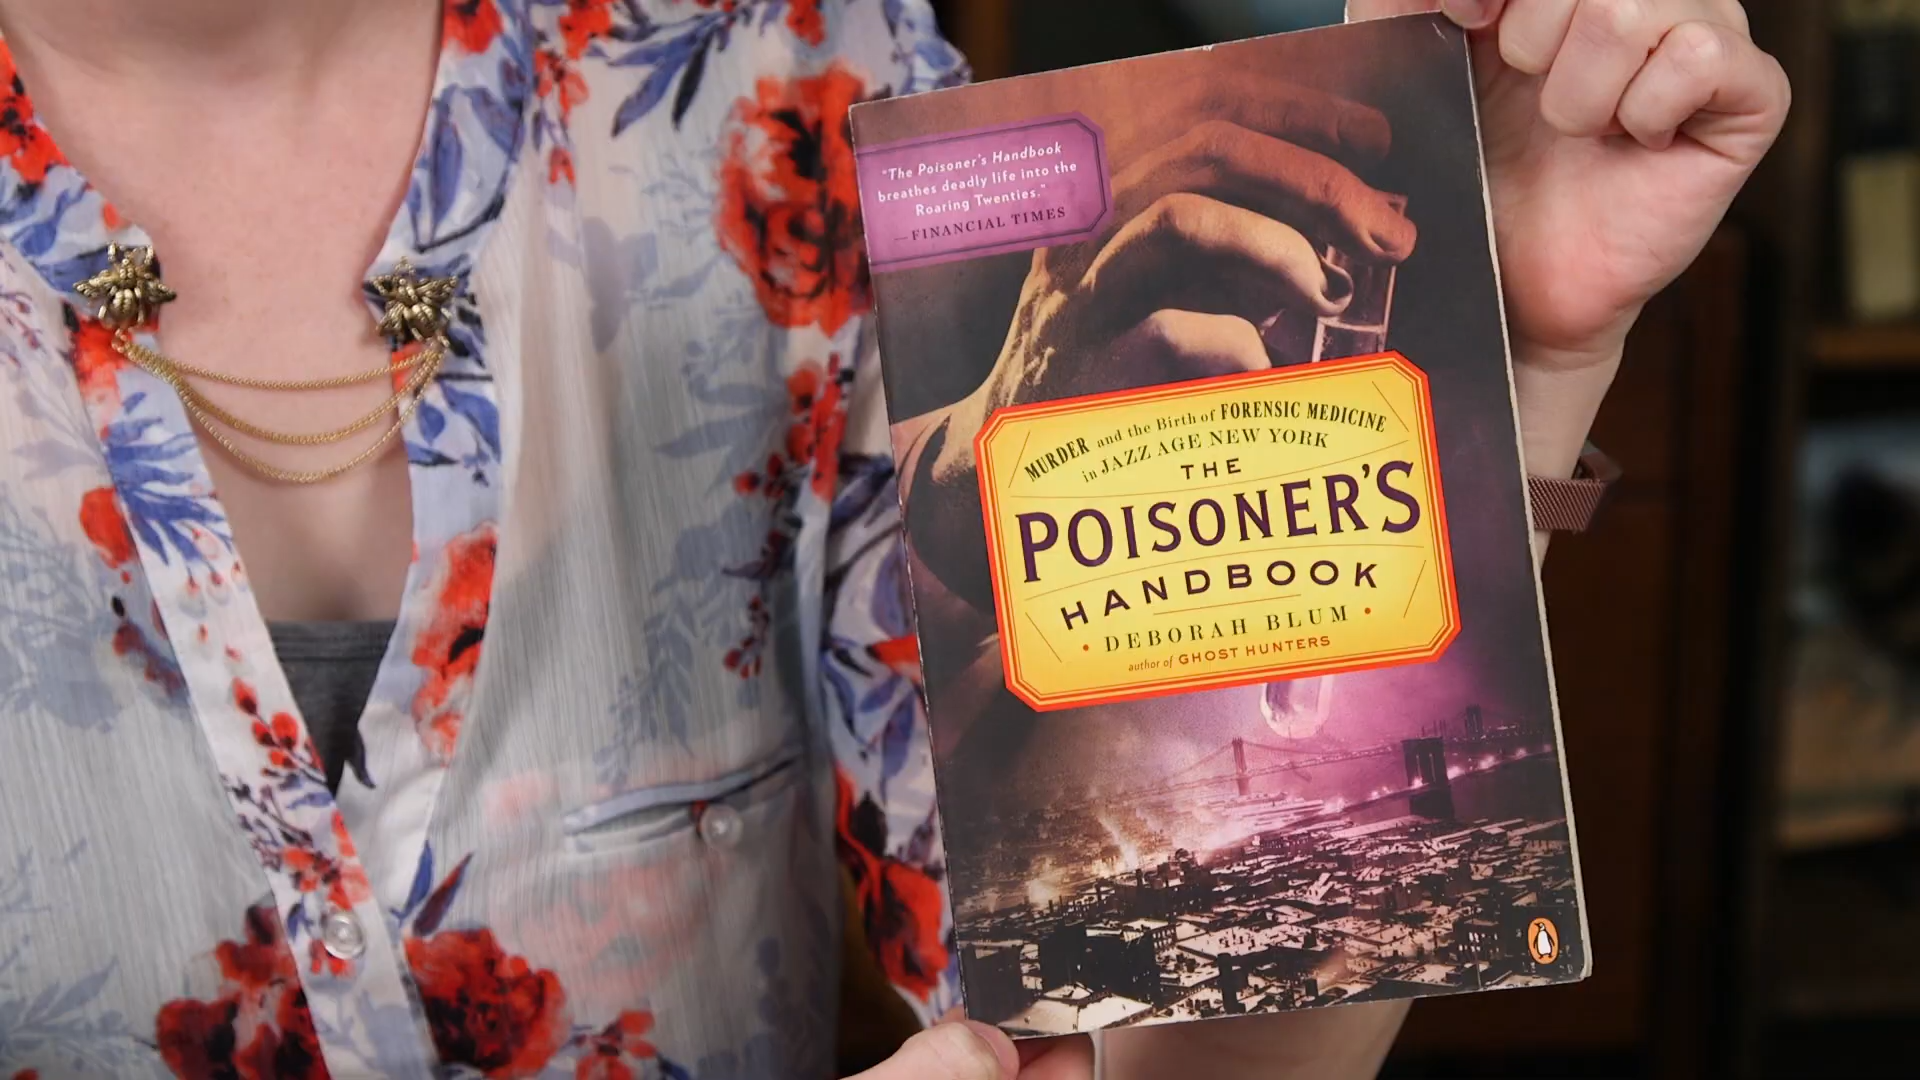 "The Poisoner's Handbook
breathes deadly life into the
Roaring Twenties."
—FINANCIAL TIMES
MURDER and the Birth of FORENSIC MEDICINE
in JAZZ AGE NEW YORK
THE
POISONER'S
HANDBOOK
• DEBORAH BLUM •
author of GHOST HUNTERS